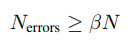 N_errors ≥ βN